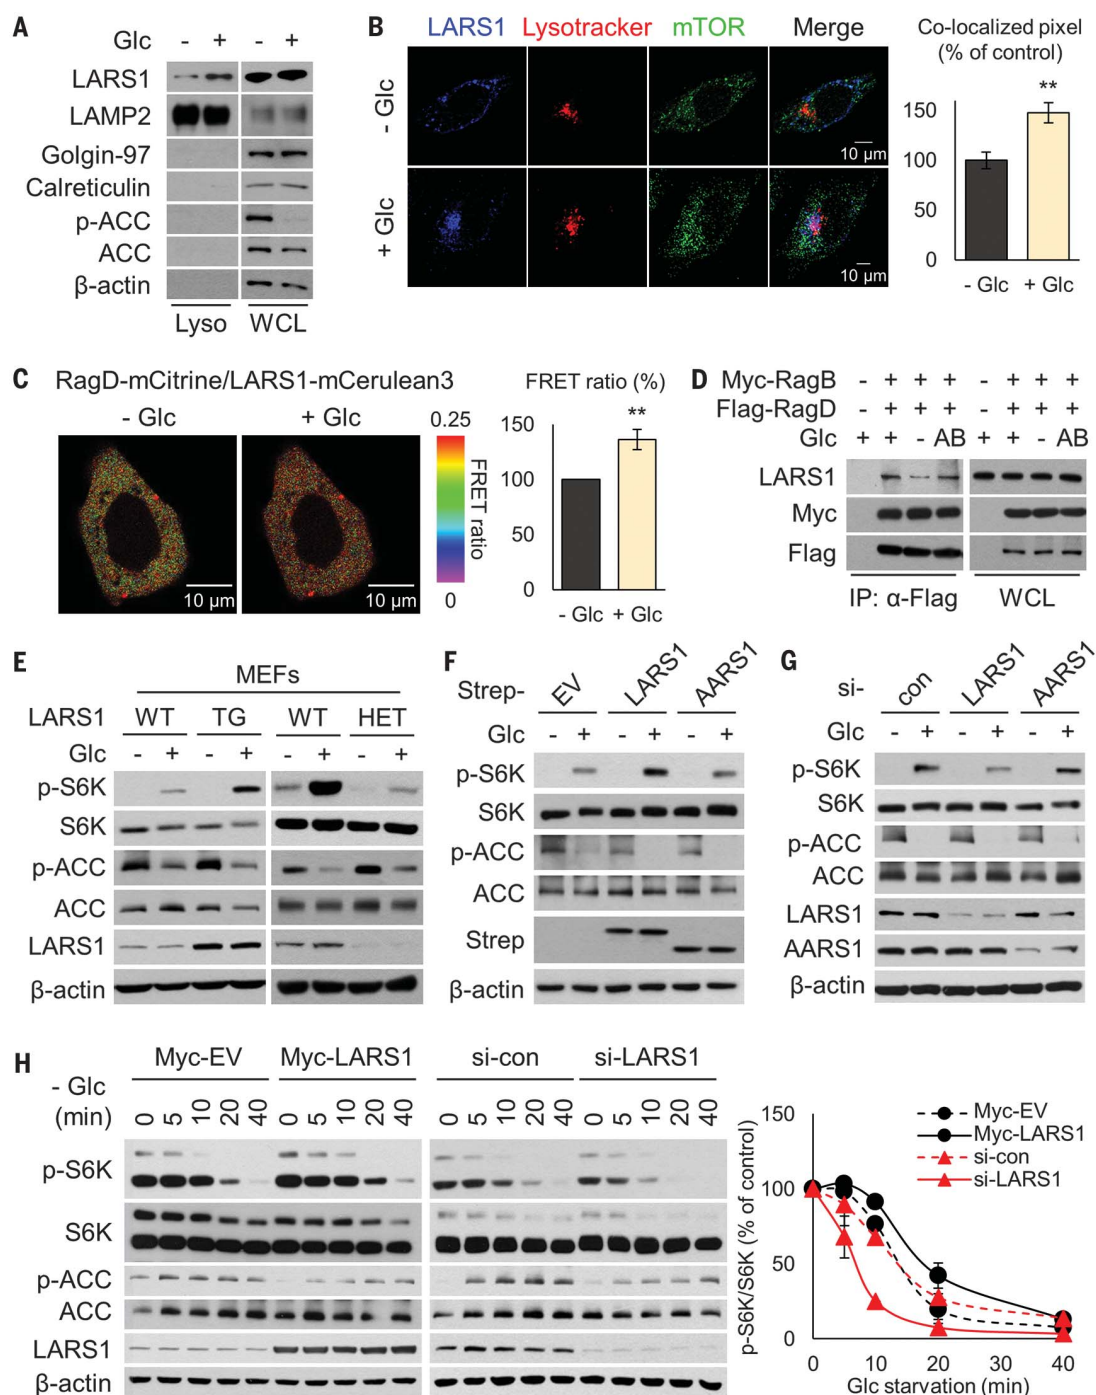 A
Glc - + - +
LARS1
LAMP2
Golgin-97
Calreticulin
p-ACC
ACC
β-actin
Lyso WCL
B
LARS1 Lysotracker mTOR Merge
- Glc
10 µm
+ Glc
10 µm
Co-localized pixel
(% of control)
**
150
100
50
0
- Glc + Glc
C
RagD-mCitrine/LARS1-mCerulean3
- Glc + Glc
10 µm 10 µm
0.25
FRET ratio
0
FRET ratio (%)
**
150
100
50
0
- Glc + Glc
D
Myc-RagB - + + + - + + +
Flag-RagD - + + + - + + +
Glc + + - AB + + - AB
LARS1
Myc
Flag
IP: α-Flag WCL
E
MEFs
LARS1 WT TG WT HET
Glc - + - + - + - +
p-S6K
S6K
p-ACC
ACC
LARS1
β-actin
F
Strep- EV LARS1 AARS1
Glc - + - + - +
p-S6K
S6K
p-ACC
ACC
Strep
β-actin
G
si- con LARS1 AARS1
Glc - + - + - +
p-S6K
S6K
p-ACC
ACC
LARS1
AARS1
β-actin
H
Myc-EV Myc-LARS1 si-con si-LARS1
- Glc
(min) 0 5 10 20 40 0 5 10 20 40 0 5 10 20 40 0 5 10 20 40
p-S6K
S6K
p-ACC
ACC
LARS1
β-actin
p-S6K/S6K (% of control)
150
100
50
0
Myc-EV
Myc-LARS1
si-con
si-LARS1
0 10 20 30 40
Glc starvation (min)